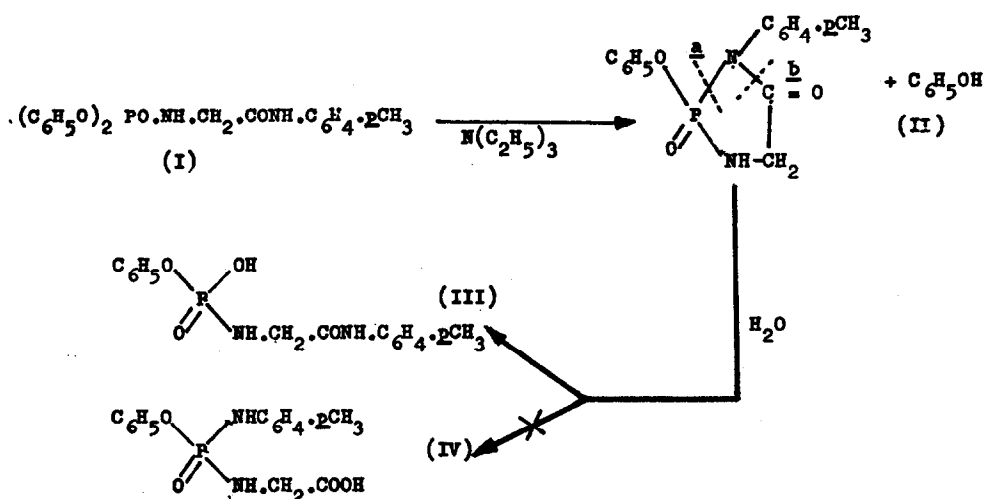 C6H4.pCH3
C6H5O a N b
C = O + C6H5OH
.(C6H5O)2 PO.NH.CH2.CONH.C6H4.pCH3 P (II)
(I) N(C2H5)3 O NH-CH2
C6H5O OH
P (III)
O NH.CH2.CONH.C6H4.pCH3 H2O
C6H5O NHC6H4.pCH3
P (IV)
O NH.CH2.COOH